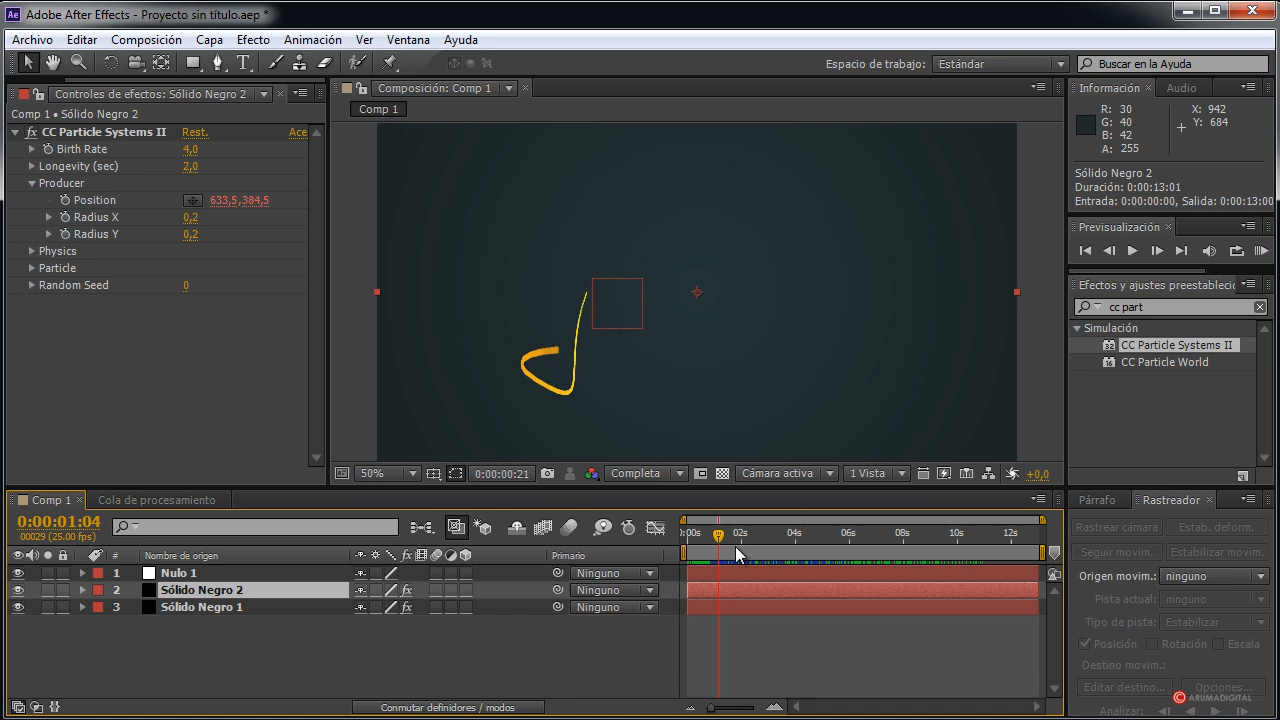 Ae Adobe After Effects - Proyecto sin título.aep *
Archivo Editar Composición Capa Efecto Animación Ver Ventana Ayuda
Espacio de trabajo: Estándar Buscar en la Ayuda
Controles de efectos: Sólido Negro 2
Comp 1 • Sólido Negro 2
fx CC Particle Systems II Rest. Ace
Birth Rate 4,0
Longevity (sec) 2,0
Producer
Position 633,5,384,5
Radius X 0,2
Radius Y 0,2
Physics
Particle
Random Seed 0
Composición: Comp 1
Comp 1
50% 0:00:00:21 Completa Cámara activa 1 Vista +0,0
Información Audio
R: 30 X: 942
G: 40 Y: 684
B: 42
A: 255
Sólido Negro 2
Duración: 0:00:13:01
Entrada: 0:00:00:00, Salida: 0:00:13:00
Previsualización
Efectos y ajustes preestablecid
cc part
Simulación
32 CC Particle Systems II
16 CC Particle World
Comp 1 Cola de procesamiento
0:00:01:04
00029 (25.00 fps)
0:00s 02s 04s 06s 08s 10s 12s
# Nombre de origen fx Primario
1 Nulo 1 Ninguno
2 Sólido Negro 2 fx Ninguno
3 Sólido Negro 1 fx Ninguno
Conmutar definidores / modos
Párrafo Rastreador
Rastrear cámara Estab. deform.
Seguir movim. Estabilizar movim.
Origen movim.: ninguno
Pista actual: ninguno
Tipo de pista: Estabilizar
Posición Rotación Escala
Destino movim.:
Editar destino... Opciones...
ARUMADIGITAL
Analizar: